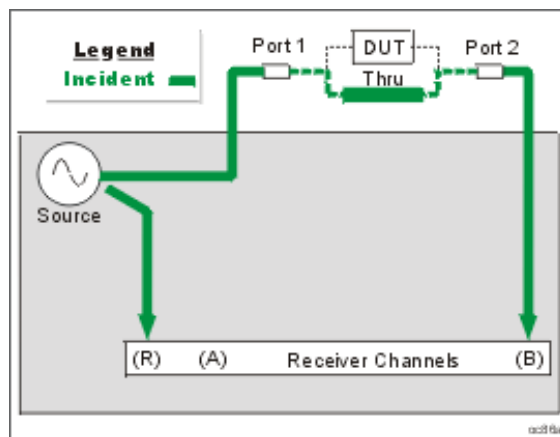 Legend
Incident
Port 1
DUT
Port 2
Thru
Source
(R) (A) Receiver Channels (B)